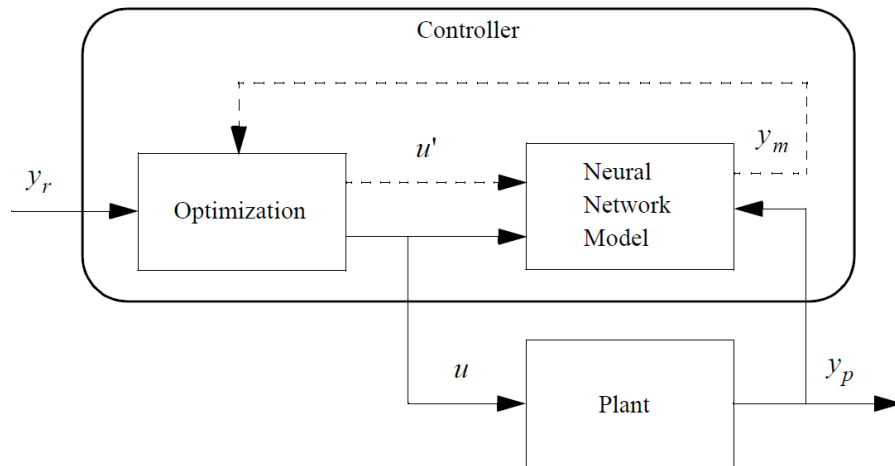 Controller
u'
y_m
y_r
Optimization
Neural
Network
Model
u
Plant
y_p